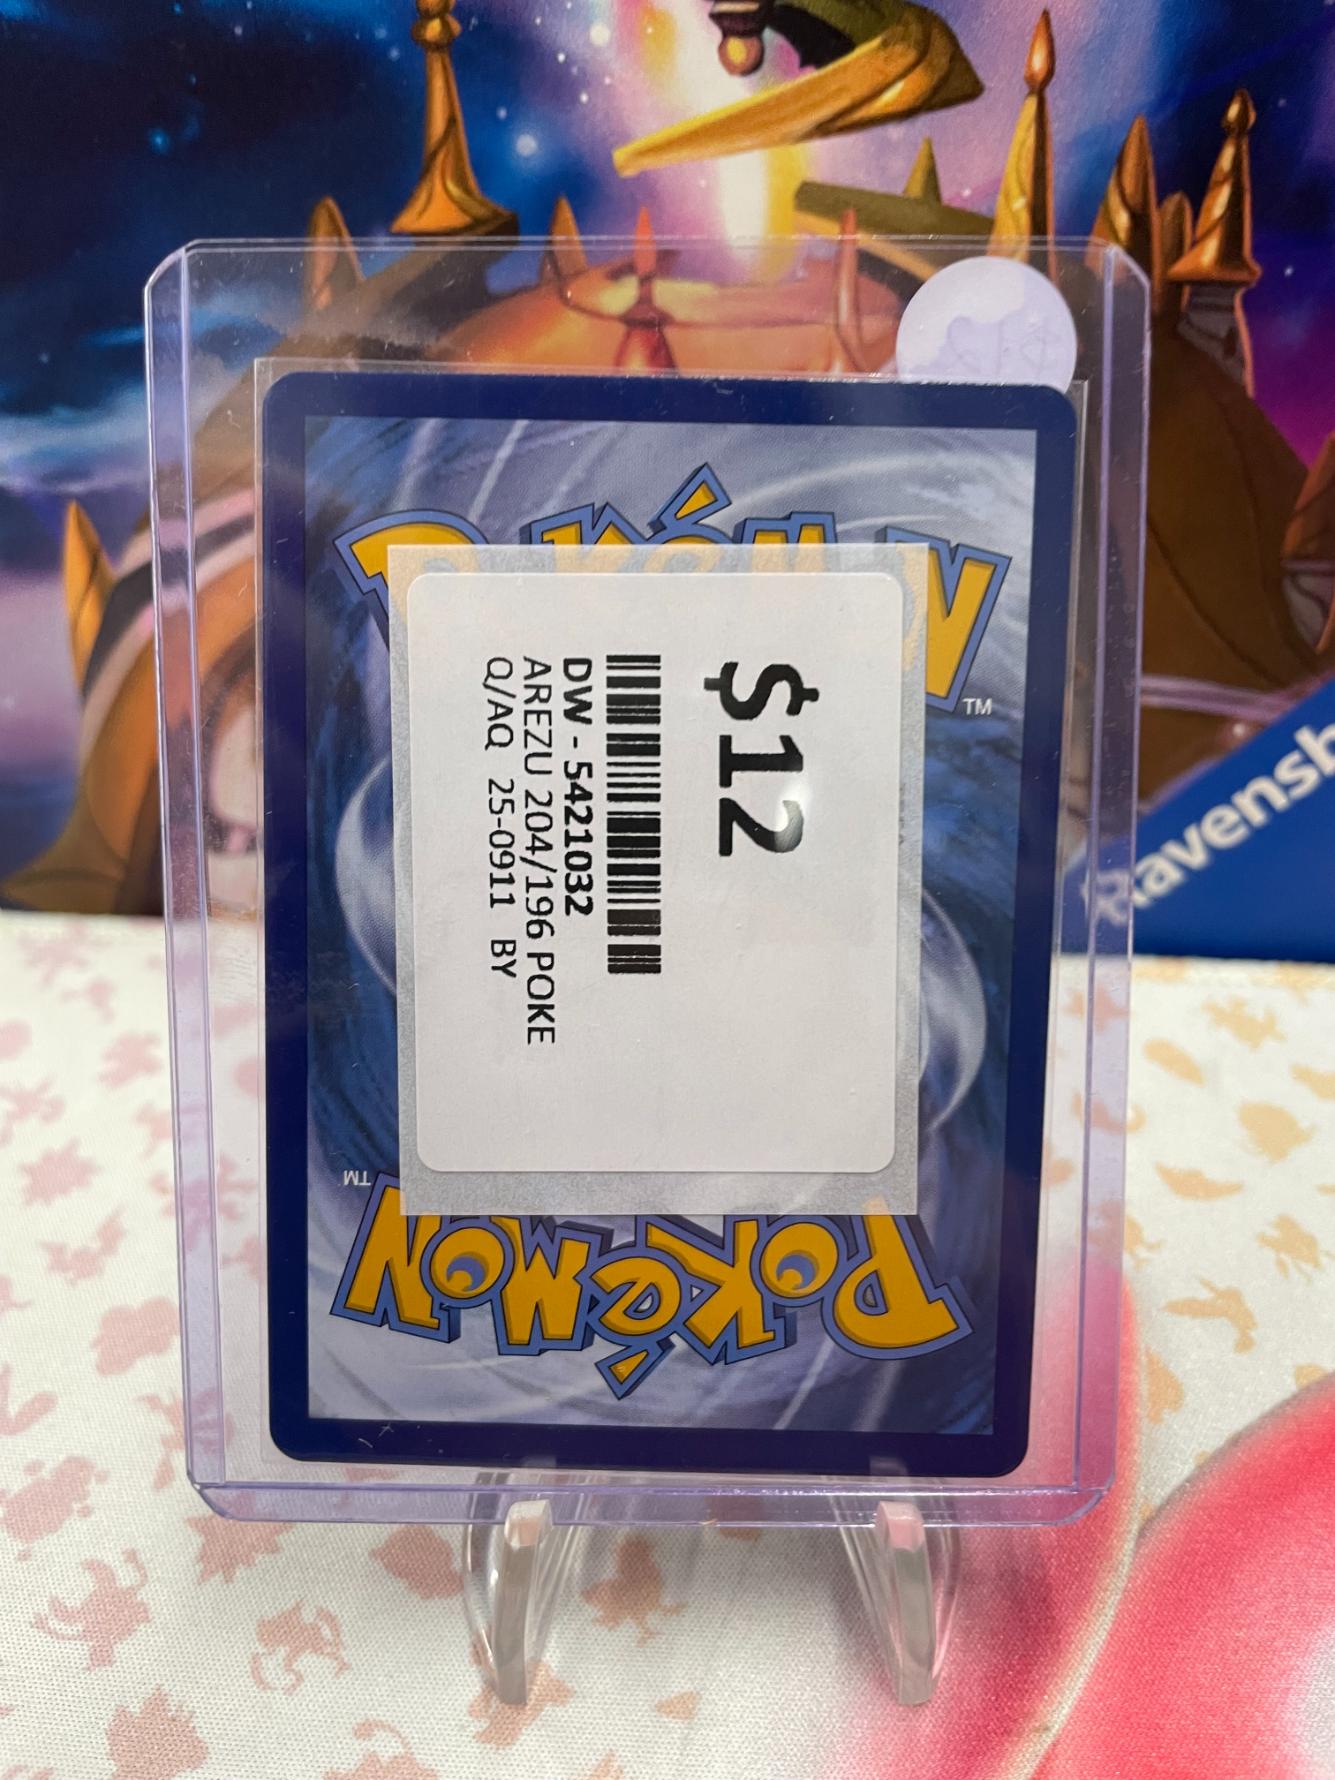 POKéMON
TM
$12
DW - 5421032
AREZU 204/196 POKE
Q/AQ 25-0911 BY
TM
POKéMON
Ravensb